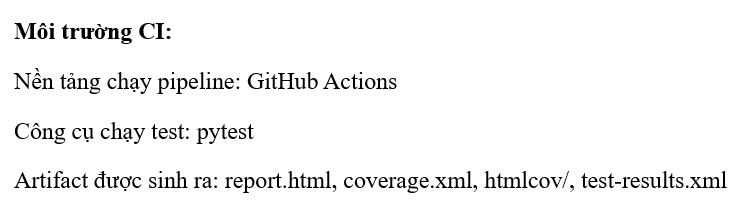 Môi trường CI:
Nền tảng chạy pipeline: GitHub Actions
Công cụ chạy test: pytest
Artifact được sinh ra: report.html, coverage.xml, htmlcov/, test-results.xml